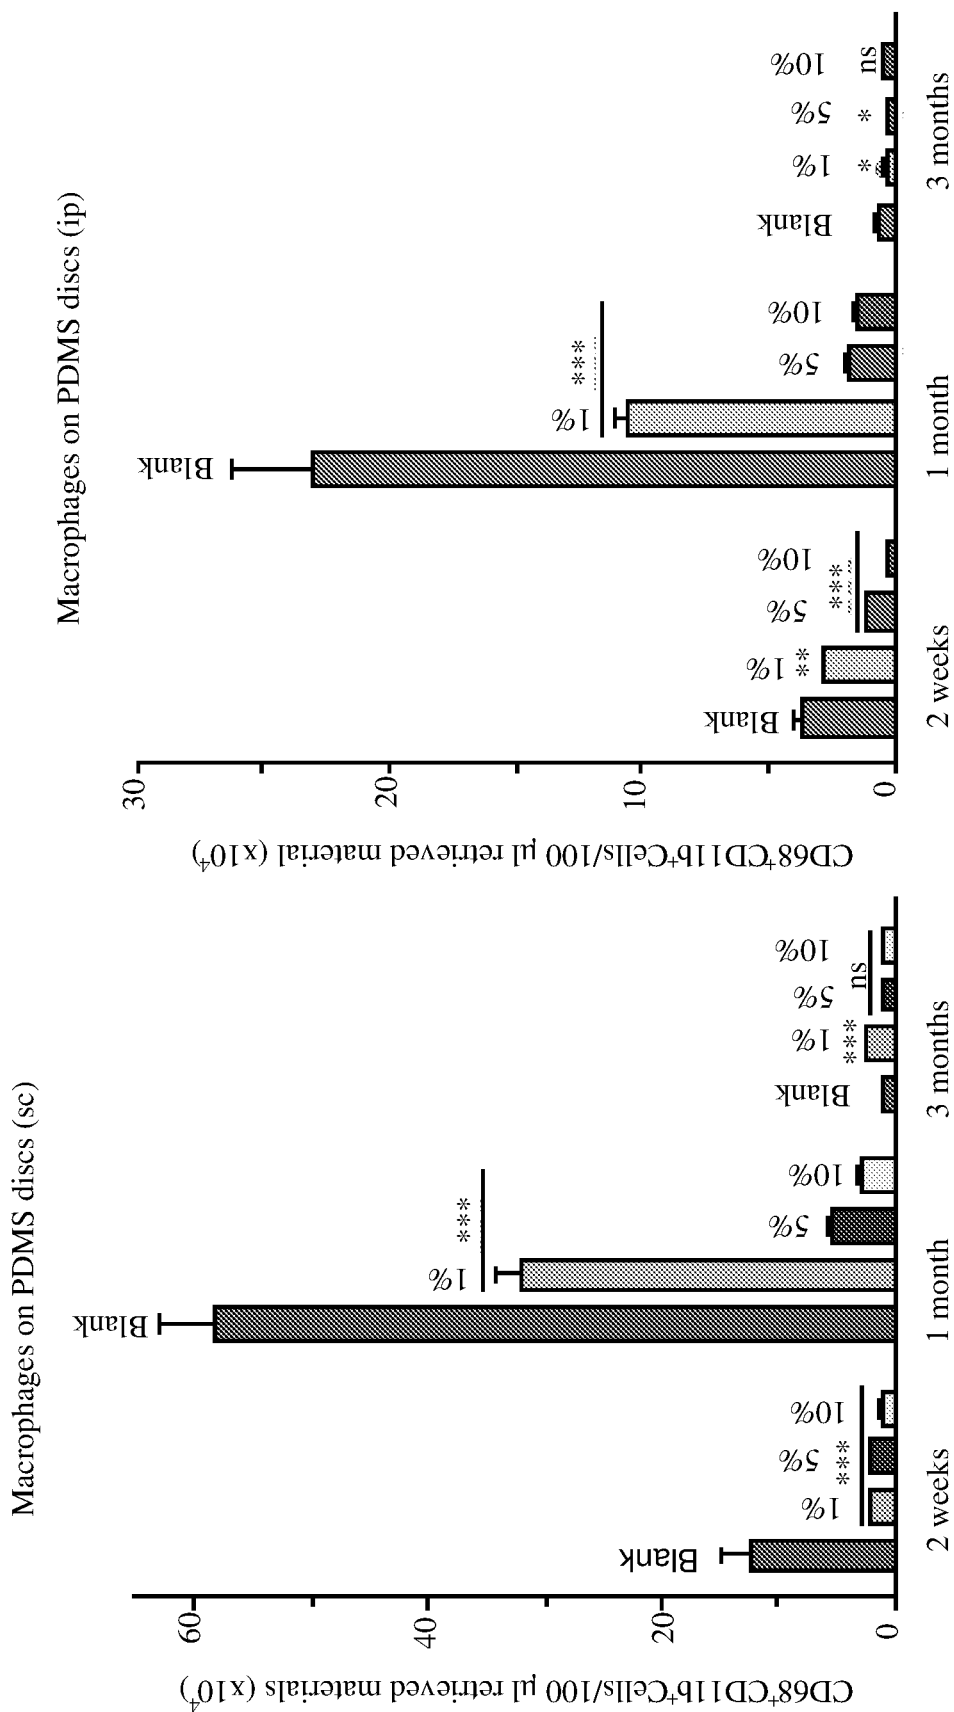 Macrophages on PDMS discs (sc)
CD68⁺CD11b⁺Cells/100 µl retrieved materials (x10⁴)
60
40
20
0
Blank
1%
5%
10%
***
Blank
1%
5%
10%
***
Blank
1%
***
5%
10%
ns
2 weeks
1 month
3 months
Macrophages on PDMS discs (ip)
CD68⁺CD11b⁺Cells/100 µl retrieved material (x10⁴)
30
20
10
0
Blank
1%
**
5%
10%
***
Blank
1%
5%
10%
***
Blank
1%
*
5%
*
10%
ns
2 weeks
1 month
3 months